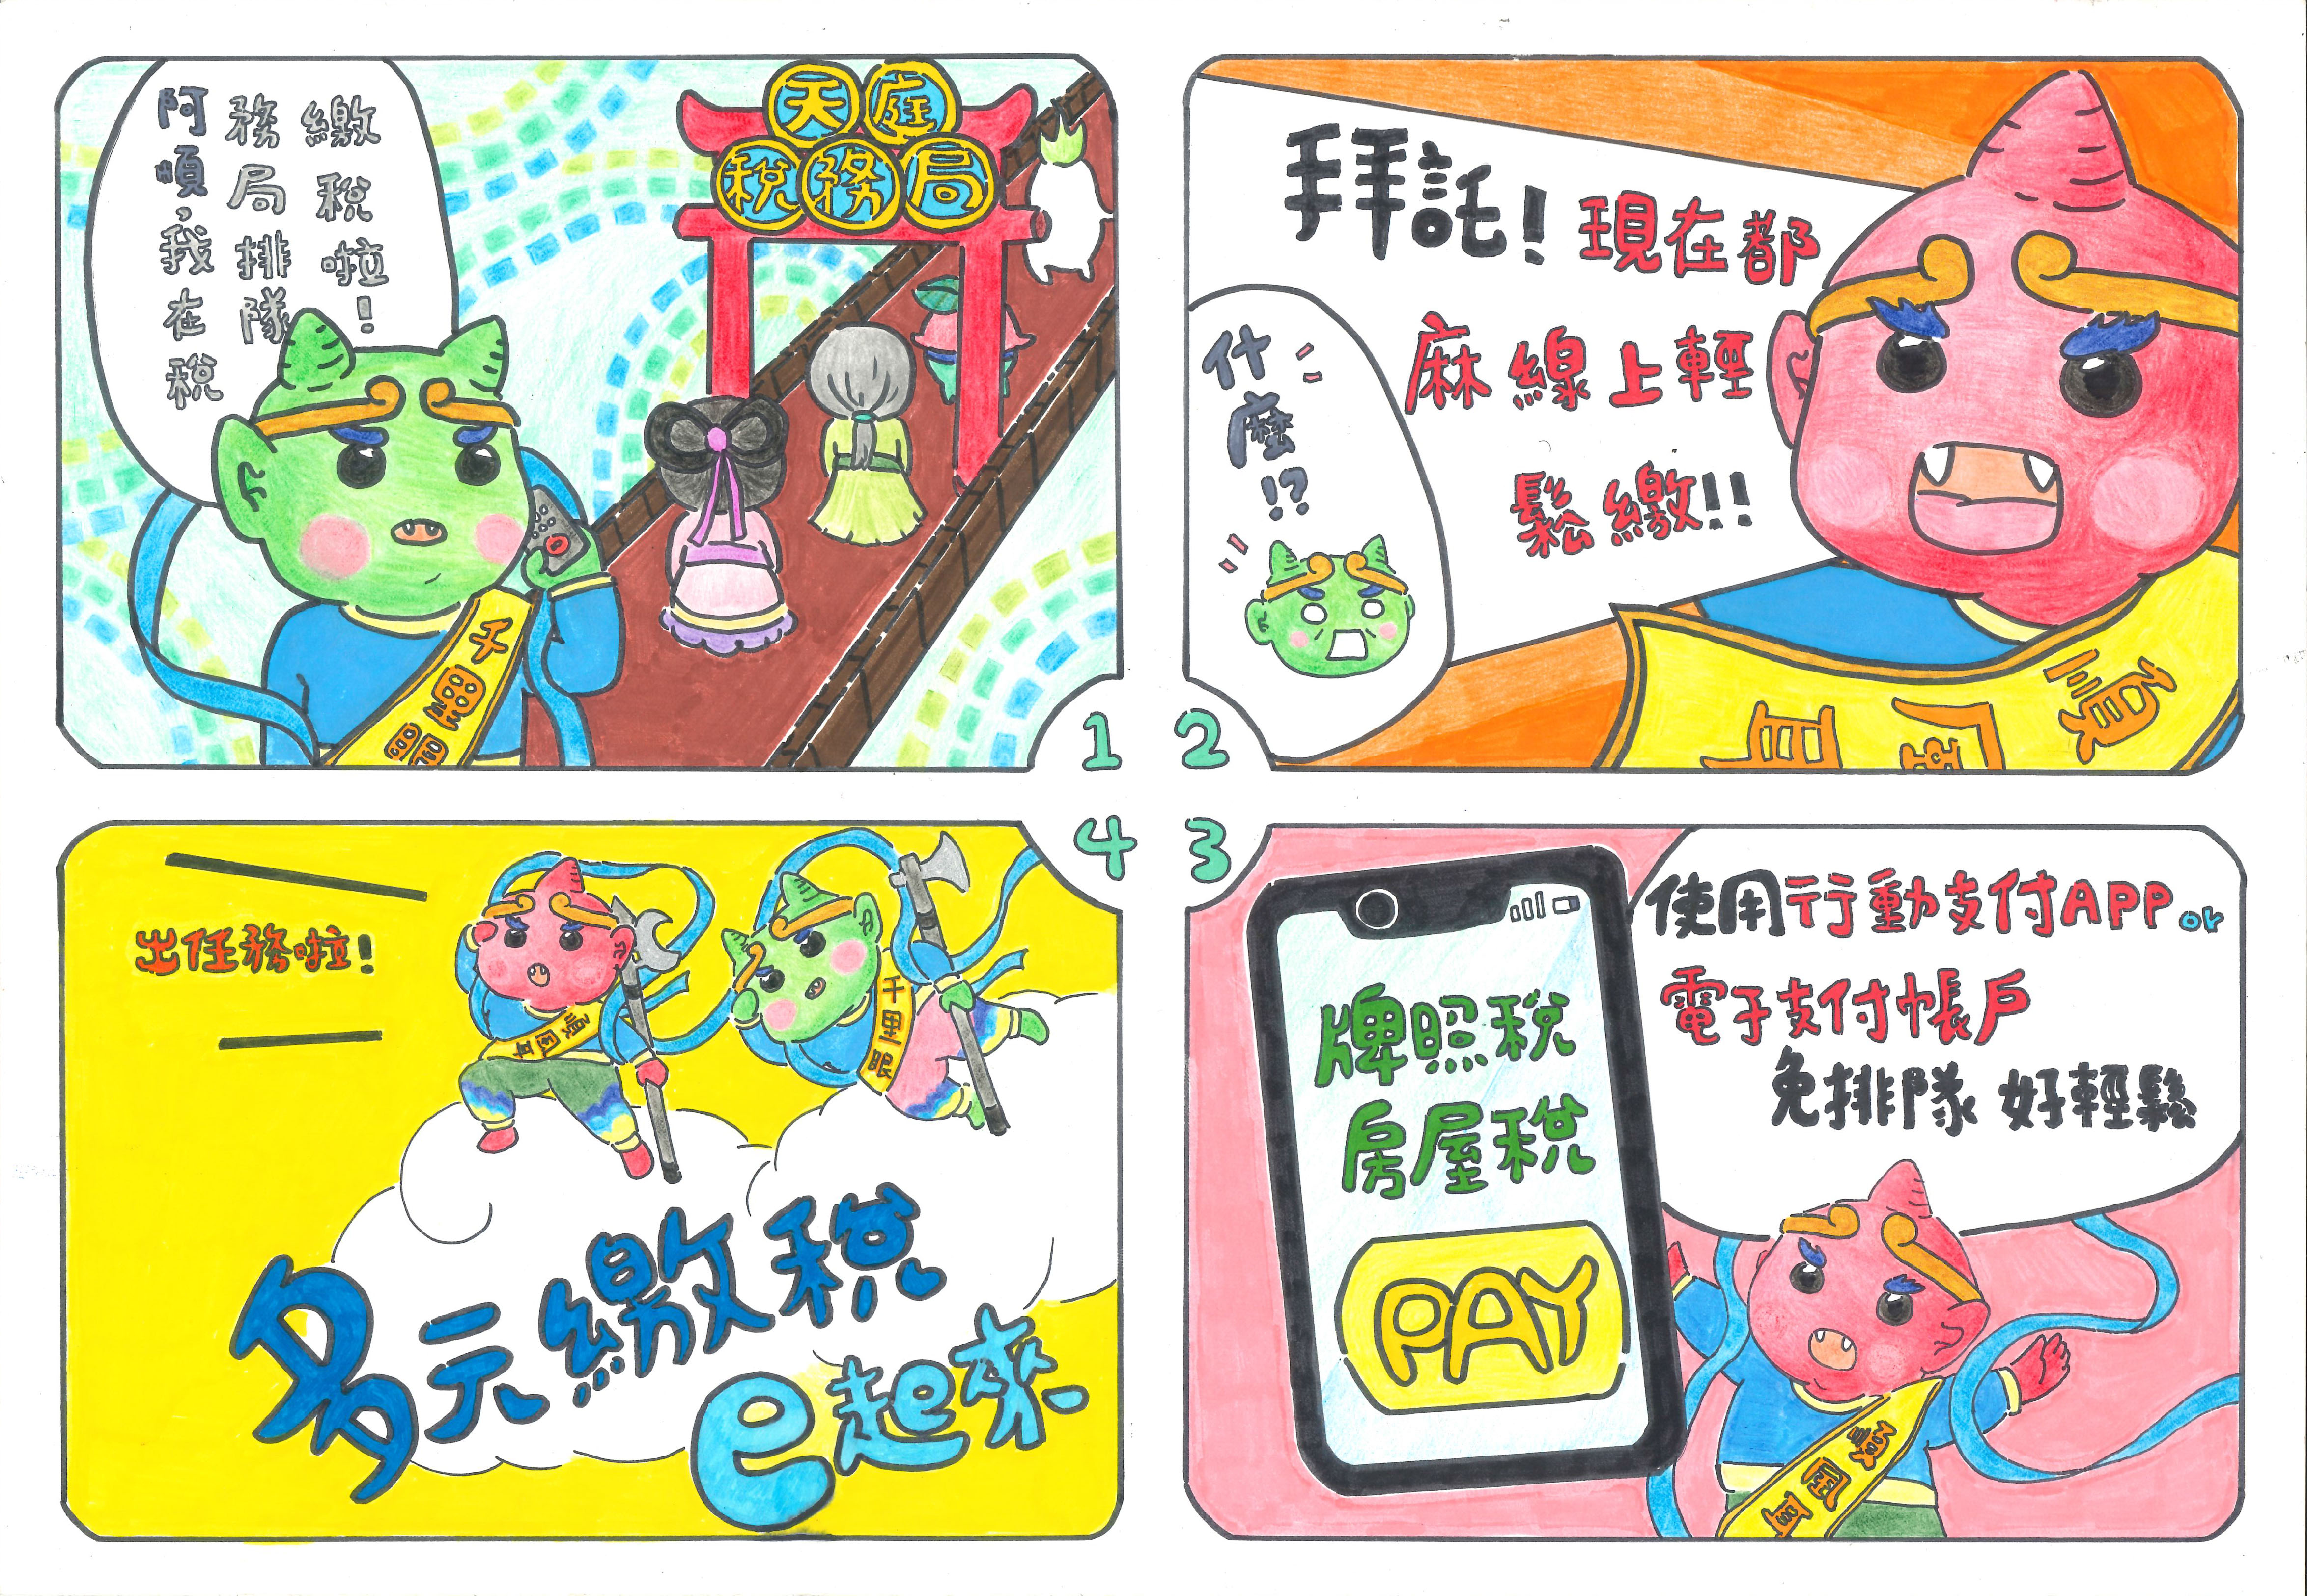 阿順,我在稅
務局排隊
繳稅啦!
天庭
稅務局
千里眼
1
拜託!現在都
麻線上輕
鬆繳!!
什麼!?
順風耳
2
3
使用行動支付APP or
電子支付帳戶
免排隊 好輕鬆
牌照稅
房屋稅
PAY
順風耳
4
出任務啦!
順風耳
千里眼
多元繳稅
e起來